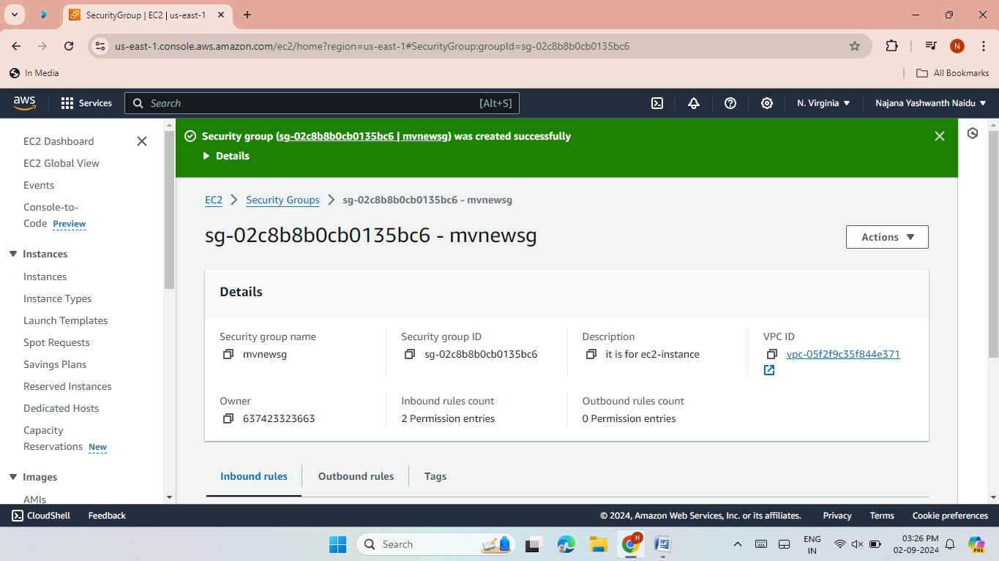 SecurityGroup | EC2 | us-east-1
us-east-1.console.aws.amazon.com/ec2/home?region=us-east-1#SecurityGroup:groupId=sg-02c8b8b0cb0135bc6
N
In Media
All Bookmarks
aws
Services
Search
[Alt+S]
N. Virginia
Najana Yashwanth Naidu
EC2 Dashboard
EC2 Global View
Events
Console-to-
Code Preview
Instances
Instances
Instance Types
Launch Templates
Spot Requests
Savings Plans
Reserved Instances
Dedicated Hosts
Capacity
Reservations New
Images
AMIs
Security group (sg-02c8b8b0cb0135bc6 | mvnewsg) was created successfully
Details
EC2 > Security Groups > sg-02c8b8b0cb0135bc6 - mvnewsg
sg-02c8b8b0cb0135bc6 - mvnewsg
Actions
Details
Security group name
mvnewsg
Security group ID
sg-02c8b8b0cb0135bc6
Description
it is for ec2-instance
VPC ID
vpc-05f2f9c35f844e371
Owner
637423323663
Inbound rules count
2 Permission entries
Outbound rules count
0 Permission entries
Inbound rules
Outbound rules
Tags
CloudShell
Feedback
© 2024, Amazon Web Services, Inc. or its affiliates.
Privacy
Terms
Cookie preferences
Search
N
W
ENG
IN
03:26 PM
02-09-2024
PRE